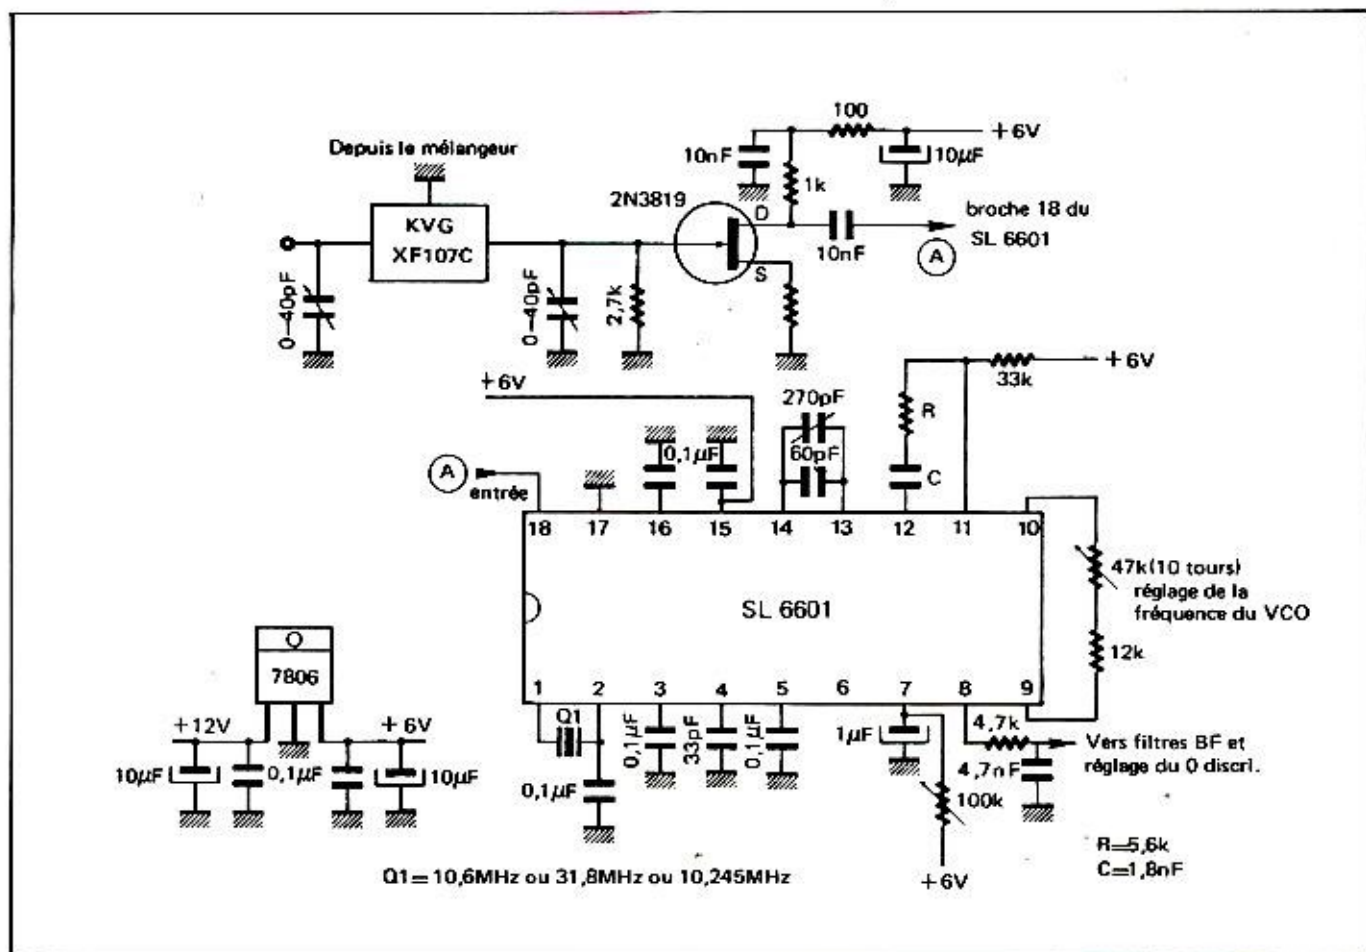 100
+6V
Depuis le mélangeur
10nF
10µF
1k
2N3819
D
KVG
XF107C
broche 18 du
SL 6601
10nF
A
S
0–40pF
0–40pF
2,7k
+6V
33k
+6V
270pF
R
0,1µF
60pF
C
A
entrée
18 17 16 15 14 13 12 11 10
47k(10 tours)
réglage de la
fréquence du VCO
SL 6601
12k
Q
7806
1 2 3 4 5 6 7 8 9
+12V
+6V
Q1
0,1µF
33pF
0,1µF
1µF
4,7k
Vers filtres BF et
réglage du 0 discri.
10µF
0,1µF
10µF
0,1µF
4,7nF
100k
R=5,6k
C=1,8nF
Q1= 10,6MHz ou 31,8MHz ou 10,245MHz
+6V